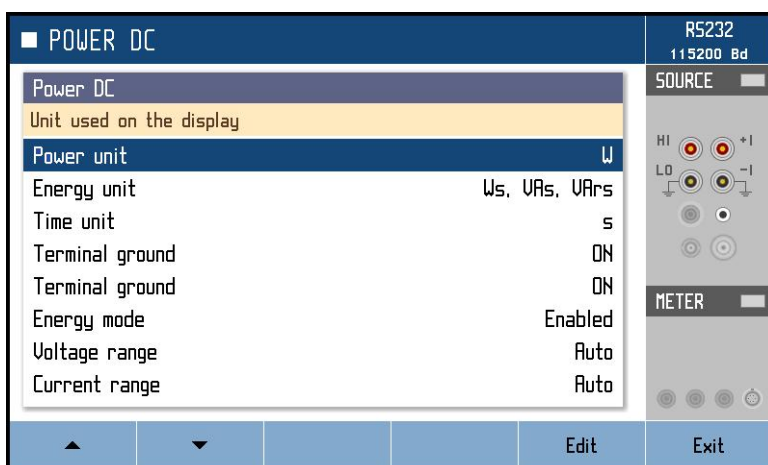 POWER DC
RS232
115200 Bd
Power DC
Unit used on the display
Power unit W
Energy unit Ws, VAs, VArs
Time unit s
Terminal ground ON
Terminal ground ON
Energy mode Enabled
Voltage range Auto
Current range Auto
SOURCE
HI +I
LO -I
METER
Edit Exit